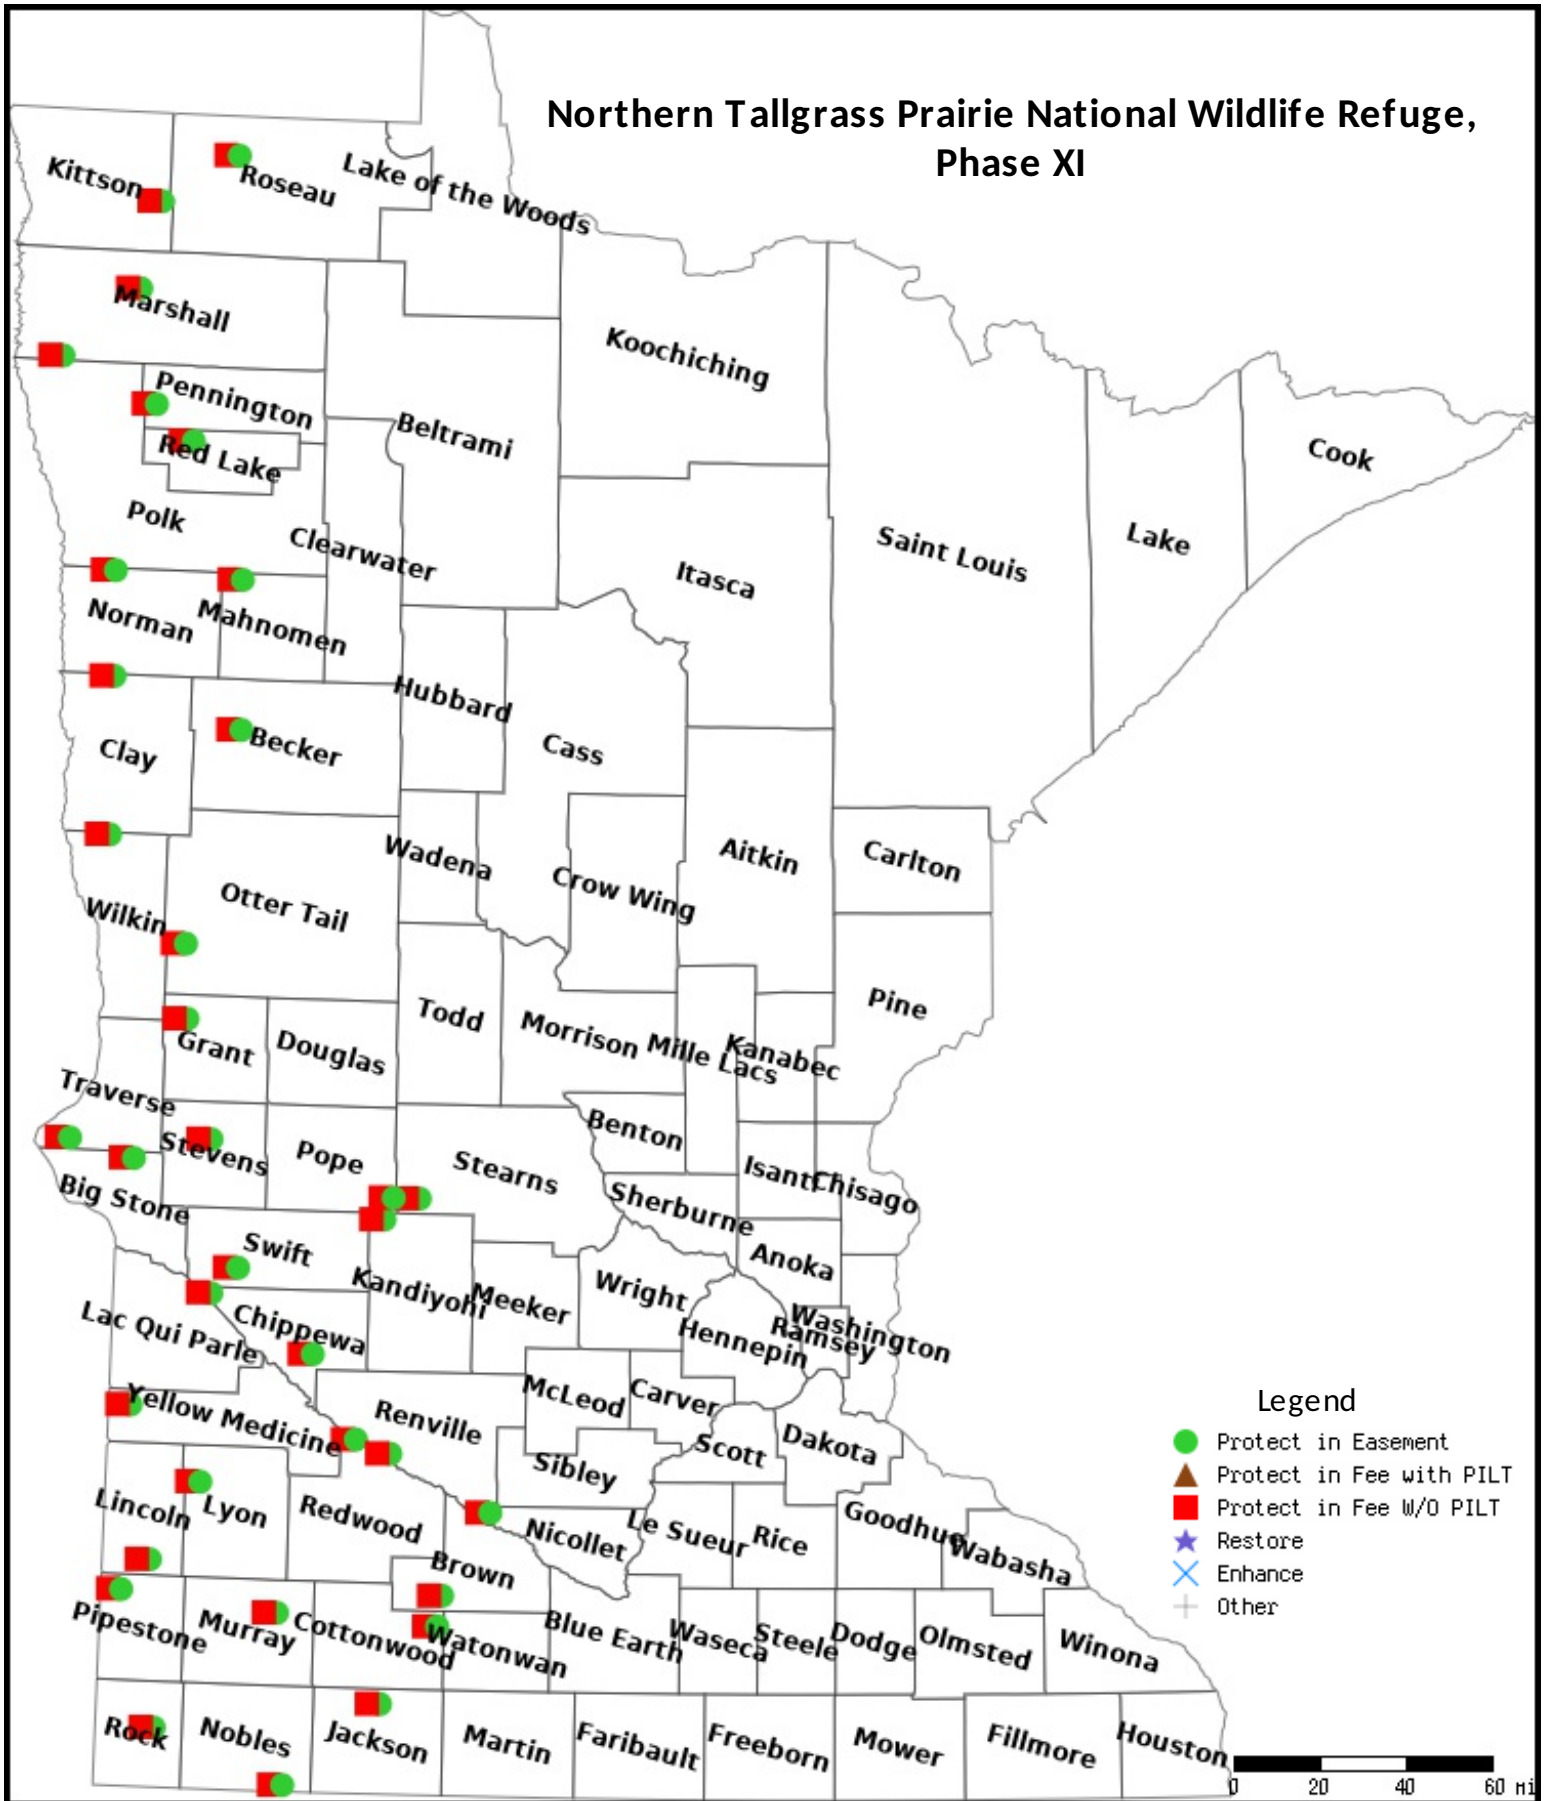 Northern Tallgrass Prairie National Wildlife Refuge,
Phase XI
Kittson
Roseau
Lake of the Woods
Marshall
Koochiching
Pennington
Beltrami
Red Lake
Cook
Polk
Clearwater
Saint Louis
Lake
Itasca
Norman
Mahnomen
Hubbard
Cass
Clay
Becker
Wadena
Aitkin
Carlton
Crow Wing
Otter Tail
Wilkin
Pine
Todd
Morrison
Mille Lacs
Kanabec
Grant
Douglas
Traverse
Benton
Stevens
Pope
Stearns
Isanti
Chisago
Big Stone
Sherburne
Swift
Anoka
Kandiyohi
Meeker
Wright
Lac Qui Parle
Chippewa
Hennepin
Ramsey
Washington
Yellow Medicine
Renville
McLeod
Carver
Scott
Dakota
Sibley
Lincoln
Lyon
Redwood
Nicollet
Le Sueur
Rice
Goodhue
Wabasha
Brown
Pipestone
Murray
Cottonwood
Watonwan
Blue Earth
Waseca
Steele
Dodge
Olmsted
Winona
Rock
Nobles
Jackson
Martin
Faribault
Freeborn
Mower
Fillmore
Houston
Legend
Protect in Easement
Protect in Fee with PILT
Protect in Fee W/O PILT
Restore
Enhance
Other
0 20 40 60 mi